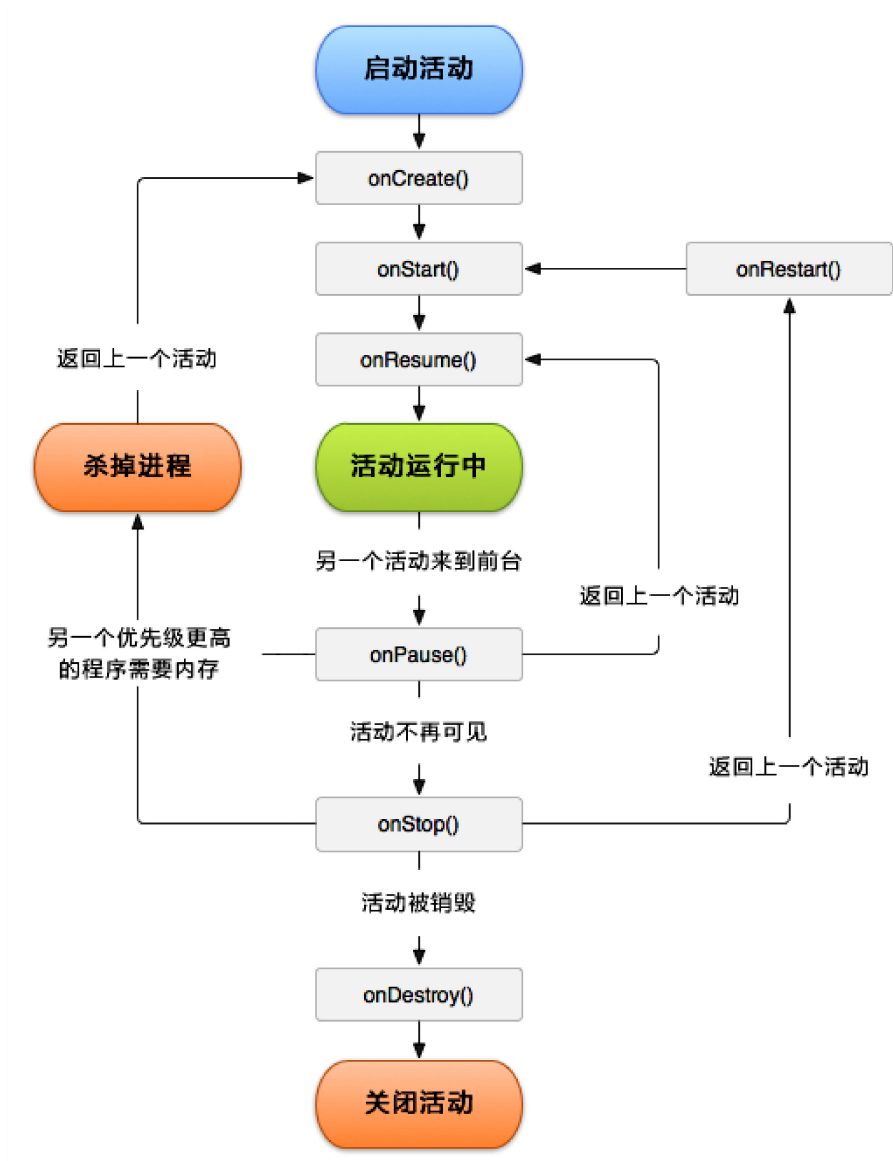 启动活动
onCreate()
onStart()
onRestart()
返回上一个活动
onResume()
杀掉进程
活动运行中
另一个活动来到前台
返回上一个活动
另一个优先级更高
的程序需要内存
onPause()
活动不再可见
返回上一个活动
onStop()
活动被销毁
onDestroy()
关闭活动